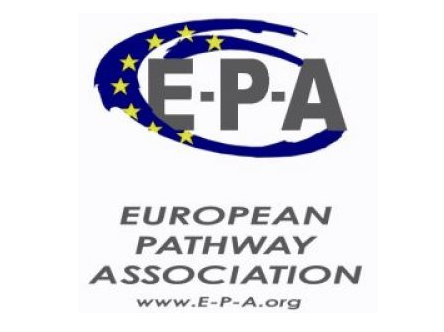 E-P-A
EUROPEAN
PATHWAY
ASSOCIATION
www.E-P-A.org